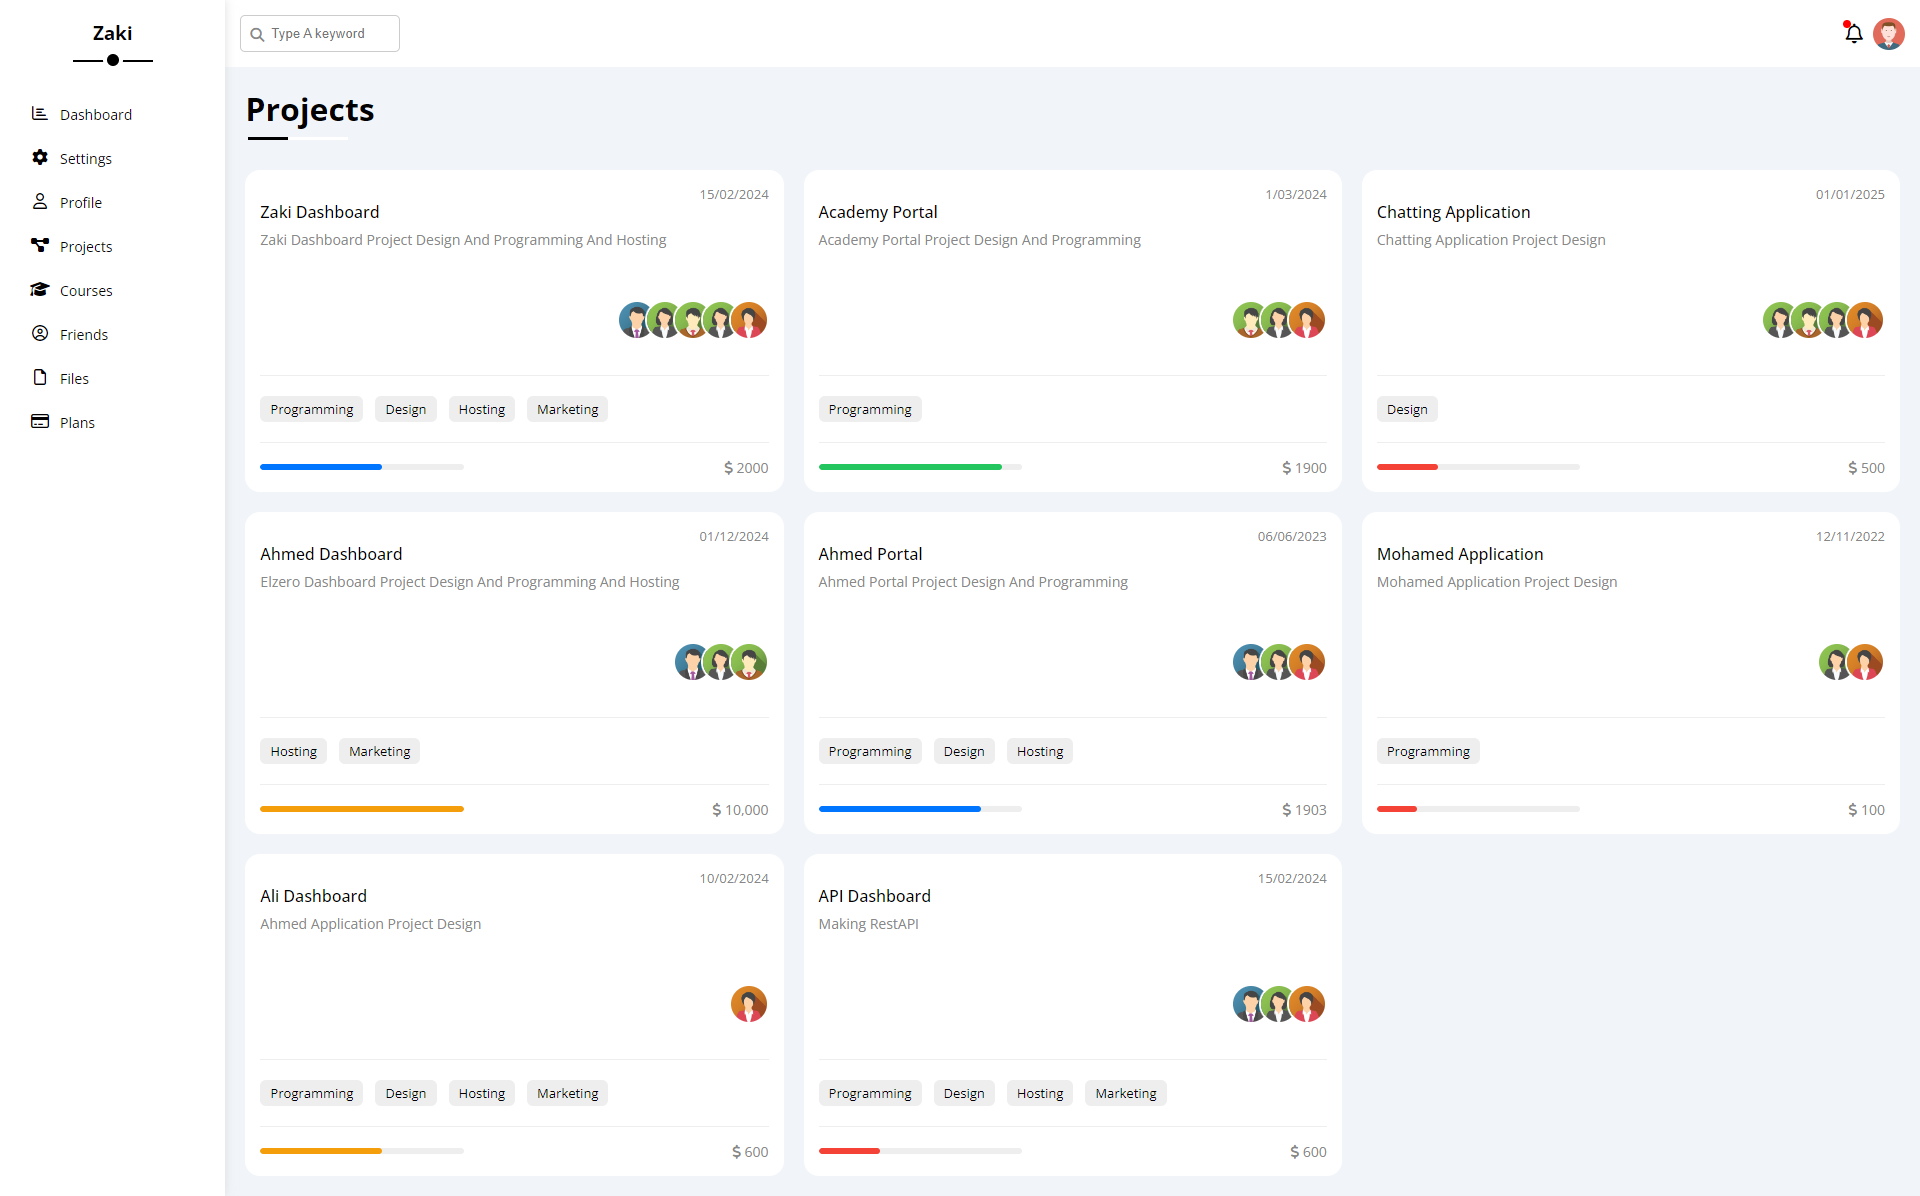 Zaki
Type A keyword
Dashboard
Settings
Profile
Projects
Courses
Friends
Files
Plans
Projects
15/02/2024
Zaki Dashboard
Zaki Dashboard Project Design And Programming And Hosting
Programming Design Hosting Marketing
$ 2000
1/03/2024
Academy Portal
Academy Portal Project Design And Programming
Programming
$ 1900
01/01/2025
Chatting Application
Chatting Application Project Design
Design
$ 500
01/12/2024
Ahmed Dashboard
Elzero Dashboard Project Design And Programming And Hosting
Hosting Marketing
$ 10,000
06/06/2023
Ahmed Portal
Ahmed Portal Project Design And Programming
Programming Design Hosting
$ 1903
12/11/2022
Mohamed Application
Mohamed Application Project Design
Programming
$ 100
10/02/2024
Ali Dashboard
Ahmed Application Project Design
Programming Design Hosting Marketing
$ 600
15/02/2024
API Dashboard
Making RestAPI
Programming Design Hosting Marketing
$ 600